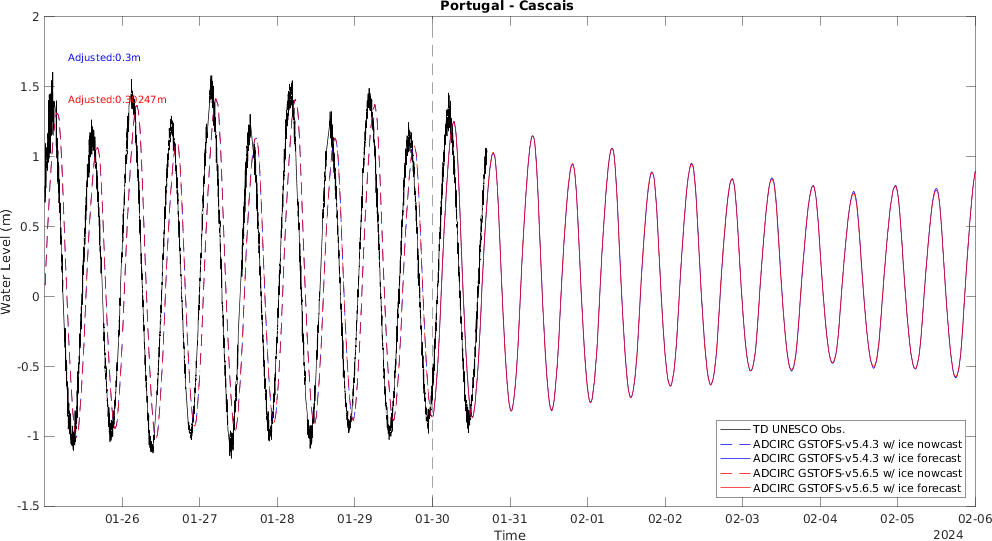 Portugal - Cascais
2
1.5
1
0.5
0
-0.5
-1
-1.5
Water Level (m)
Adjusted:0.3m
Adjusted:0.30247m
TD UNESCO Obs.
ADCIRC GSTOFS-v5.4.3 w/ ice nowcast
ADCIRC GSTOFS-v5.4.3 w/ ice forecast
ADCIRC GSTOFS-v5.6.5 w/ ice nowcast
ADCIRC GSTOFS-v5.6.5 w/ ice forecast
01-26 01-27 01-28 01-29 01-30 01-31 02-01 02-02 02-03 02-04 02-05 02-06
Time
2024